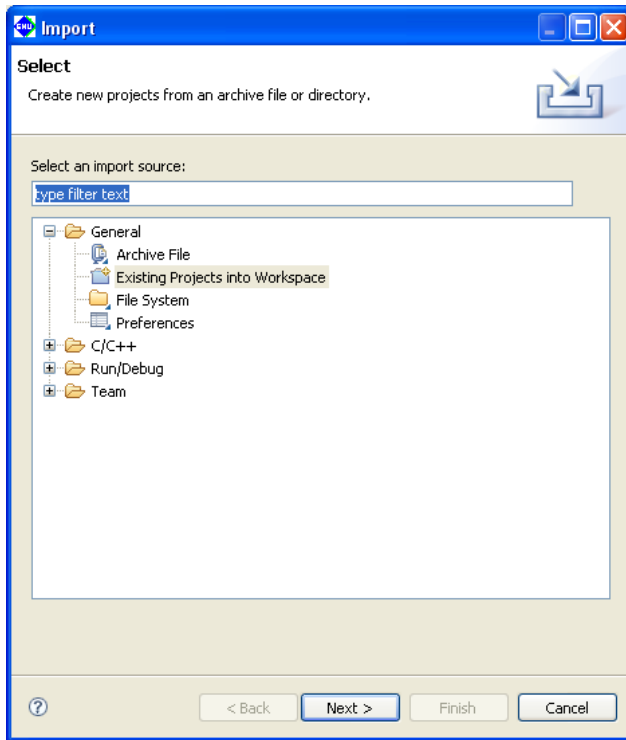 GNU Import
Select
Create new projects from an archive file or directory.
Select an import source:
type filter text
General
Archive File
Existing Projects into Workspace
File System
Preferences
C/C++
Run/Debug
Team
?
< Back Next > Finish Cancel